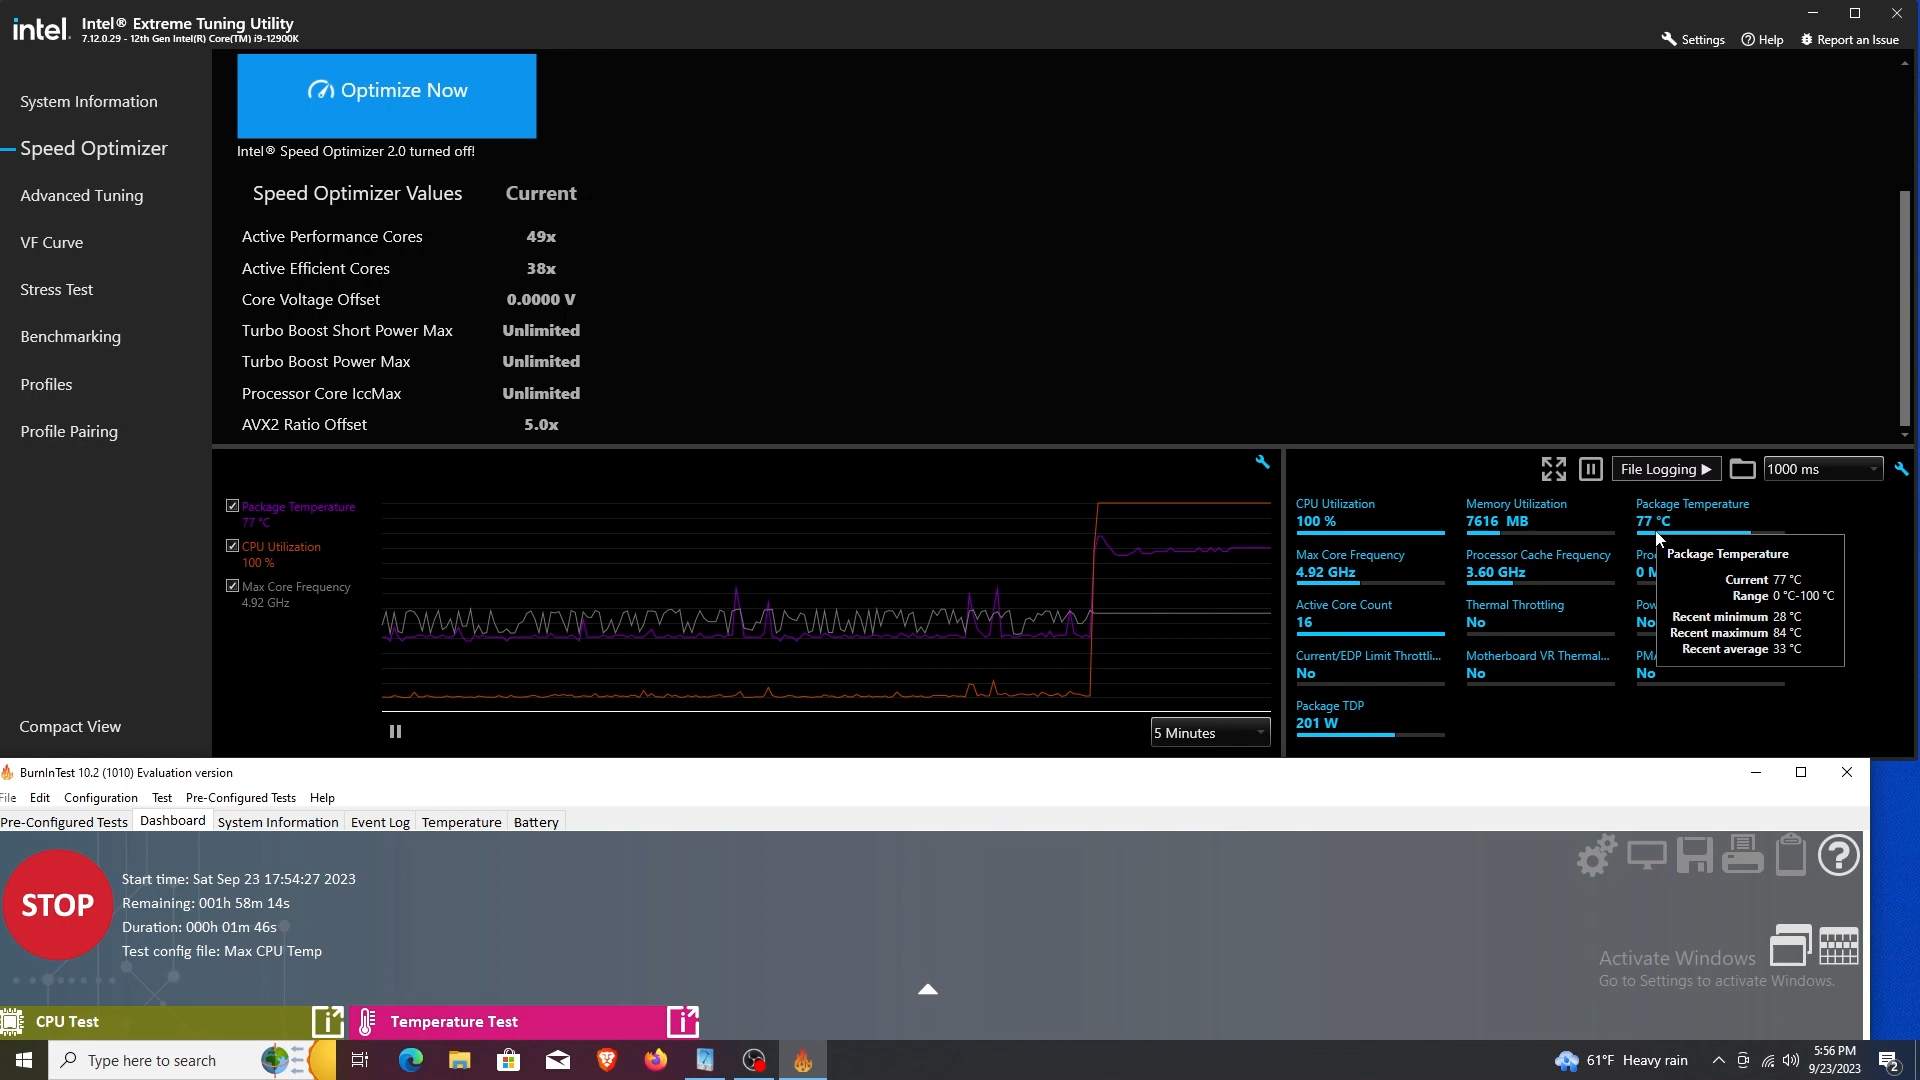 intel. Intel® Extreme Tuning Utility
7.12.0.29 - 12th Gen Intel(R) Core(TM) i9-12900K
Settings Help Report an Issue
System Information
Speed Optimizer
Advanced Tuning
VF Curve
Stress Test
Benchmarking
Profiles
Profile Pairing
Compact View
Optimize Now
Intel® Speed Optimizer 2.0 turned off!
Speed Optimizer Values Current
Active Performance Cores 49x
Active Efficient Cores 38x
Core Voltage Offset 0.0000 V
Turbo Boost Short Power Max Unlimited
Turbo Boost Power Max Unlimited
Processor Core IccMax Unlimited
AVX2 Ratio Offset 5.0x
Package Temperature
77 °C
CPU Utilization
100 %
Max Core Frequency
4.92 GHz
5 Minutes
File Logging 1000 ms
CPU Utilization Memory Utilization Package Temperature
100 % 7616 MB 77 °C
Max Core Frequency Processor Cache Frequency
4.92 GHz 3.60 GHz
Active Core Count Thermal Throttling
16 No No
Current/EDP Limit Throttli... Motherboard VR Thermal...
No No No
Package TDP
201 W
Package Temperature
Current 77 °C
Range 0 °C-100 °C
Recent minimum 28 °C
Recent maximum 84 °C
Recent average 33 °C
BurnInTest 10.2 (1010) Evaluation version
File Edit Configuration Test Pre-Configured Tests Help
Pre-Configured Tests Dashboard System Information Event Log Temperature Battery
STOP
Start time: Sat Sep 23 17:54:27 2023
Remaining: 001h 58m 14s
Duration: 000h 01m 46s
Test config file: Max CPU Temp
Activate Windows
Go to Settings to activate Windows.
CPU Test Temperature Test
Type here to search
61°F Heavy rain
5:56 PM
9/23/2023
2